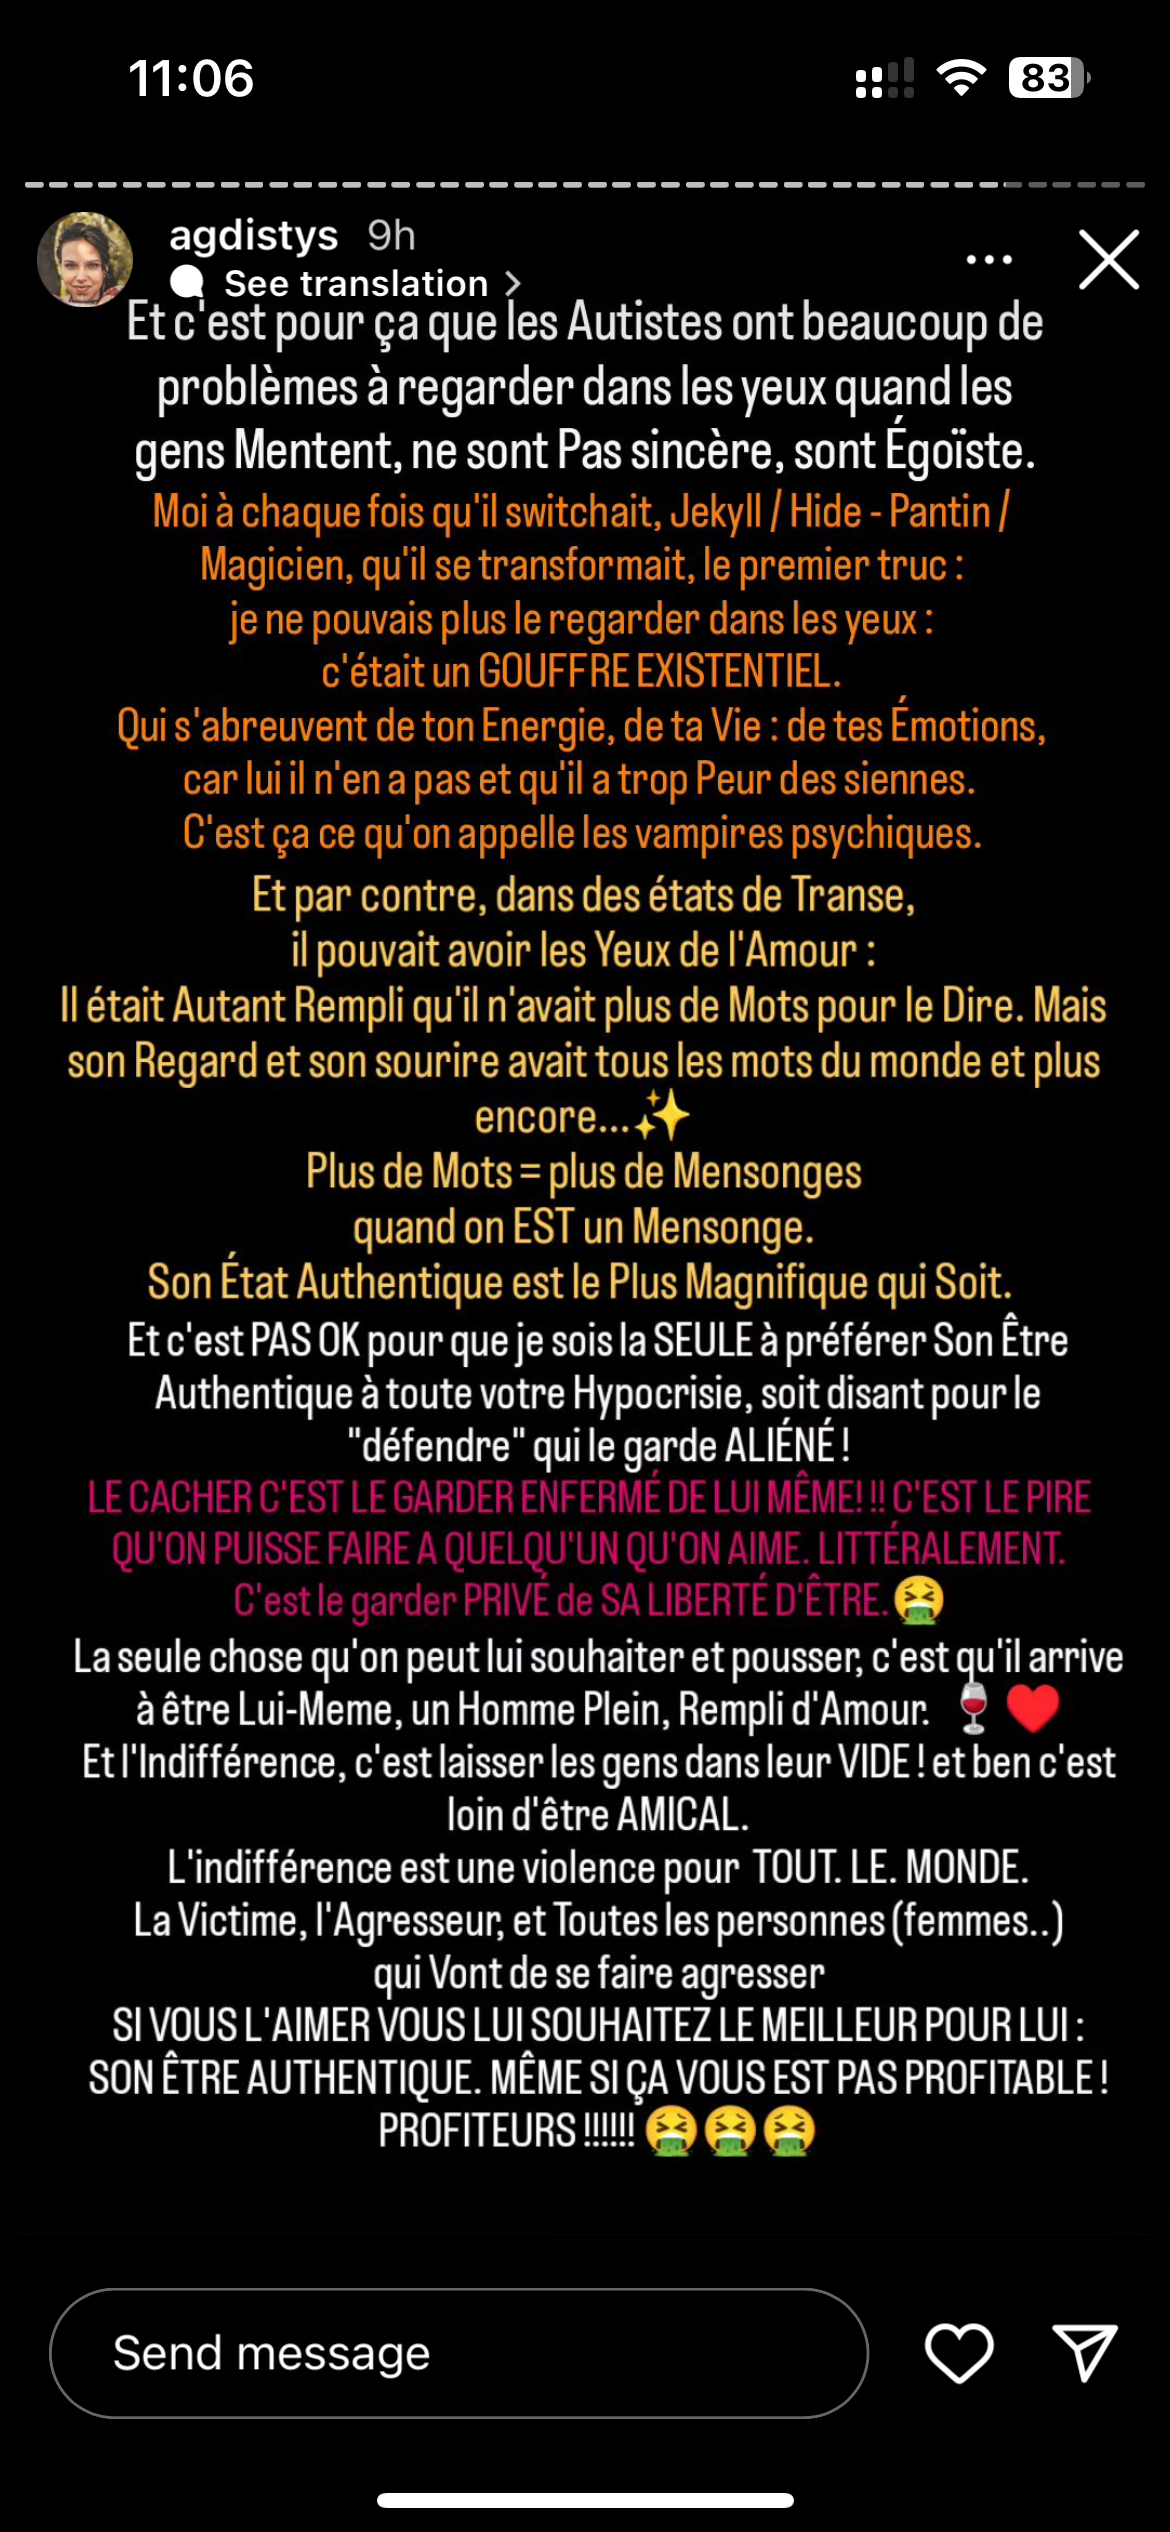 11:06
83
agdistys 9h
See translation >
Et c'est pour ça que les Autistes ont beaucoup de
problèmes à regarder dans les yeux quand les
gens Mentent, ne sont Pas sincère, sont Égoïste.
Moi à chaque fois qu'il switchait, Jekyll / Hide - Pantin /
Magicien, qu'il se transformait, le premier truc :
je ne pouvais plus le regarder dans les yeux :
c'était un GOUFFRE EXISTENTIEL.
Qui s'abreuvent de ton Energie, de ta Vie : de tes Émotions,
car lui il n'en a pas et qu'il a trop Peur des siennes.
C'est ça ce qu'on appelle les vampires psychiques.
Et par contre, dans des états de Transe,
il pouvait avoir les Yeux de l'Amour :
Il était Autant Rempli qu'il n'avait plus de Mots pour le Dire. Mais
son Regard et son sourire avait tous les mots du monde et plus
encore...✨
Plus de Mots = plus de Mensonges
quand on EST un Mensonge.
Son État Authentique est le Plus Magnifique qui Soit.
Et c'est PAS OK pour que je sois la SEULE à préférer Son Être
Authentique à toute votre Hypocrisie, soit disant pour le
"défendre" qui le garde ALIÉNÉ !
LE CACHER C'EST LE GARDER ENFERMÉ DE LUI MÊME! !! C'EST LE PIRE
QU'ON PUISSE FAIRE A QUELQU'UN QU'ON AIME. LITTÉRALEMENT.
C'est le garder PRIVÉ de SA LIBERTÉ D'ÊTRE.🤮
La seule chose qu'on peut lui souhaiter et pousser, c'est qu'il arrive
à être Lui-Meme, un Homme Plein, Rempli d'Amour. 🍷♥️
Et l'Indifférence, c'est laisser les gens dans leur VIDE ! et ben c'est
loin d'être AMICAL.
L'indifférence est une violence pour TOUT. LE. MONDE.
La Victime, l'Agresseur, et Toutes les personnes (femmes..)
qui Vont de se faire agresser
SI VOUS L'AIMER VOUS LUI SOUHAITEZ LE MEILLEUR POUR LUI :
SON ÊTRE AUTHENTIQUE. MÊME SI ÇA VOUS EST PAS PROFITABLE !
PROFITEURS !!!!!! 🤮🤮🤮
Send message